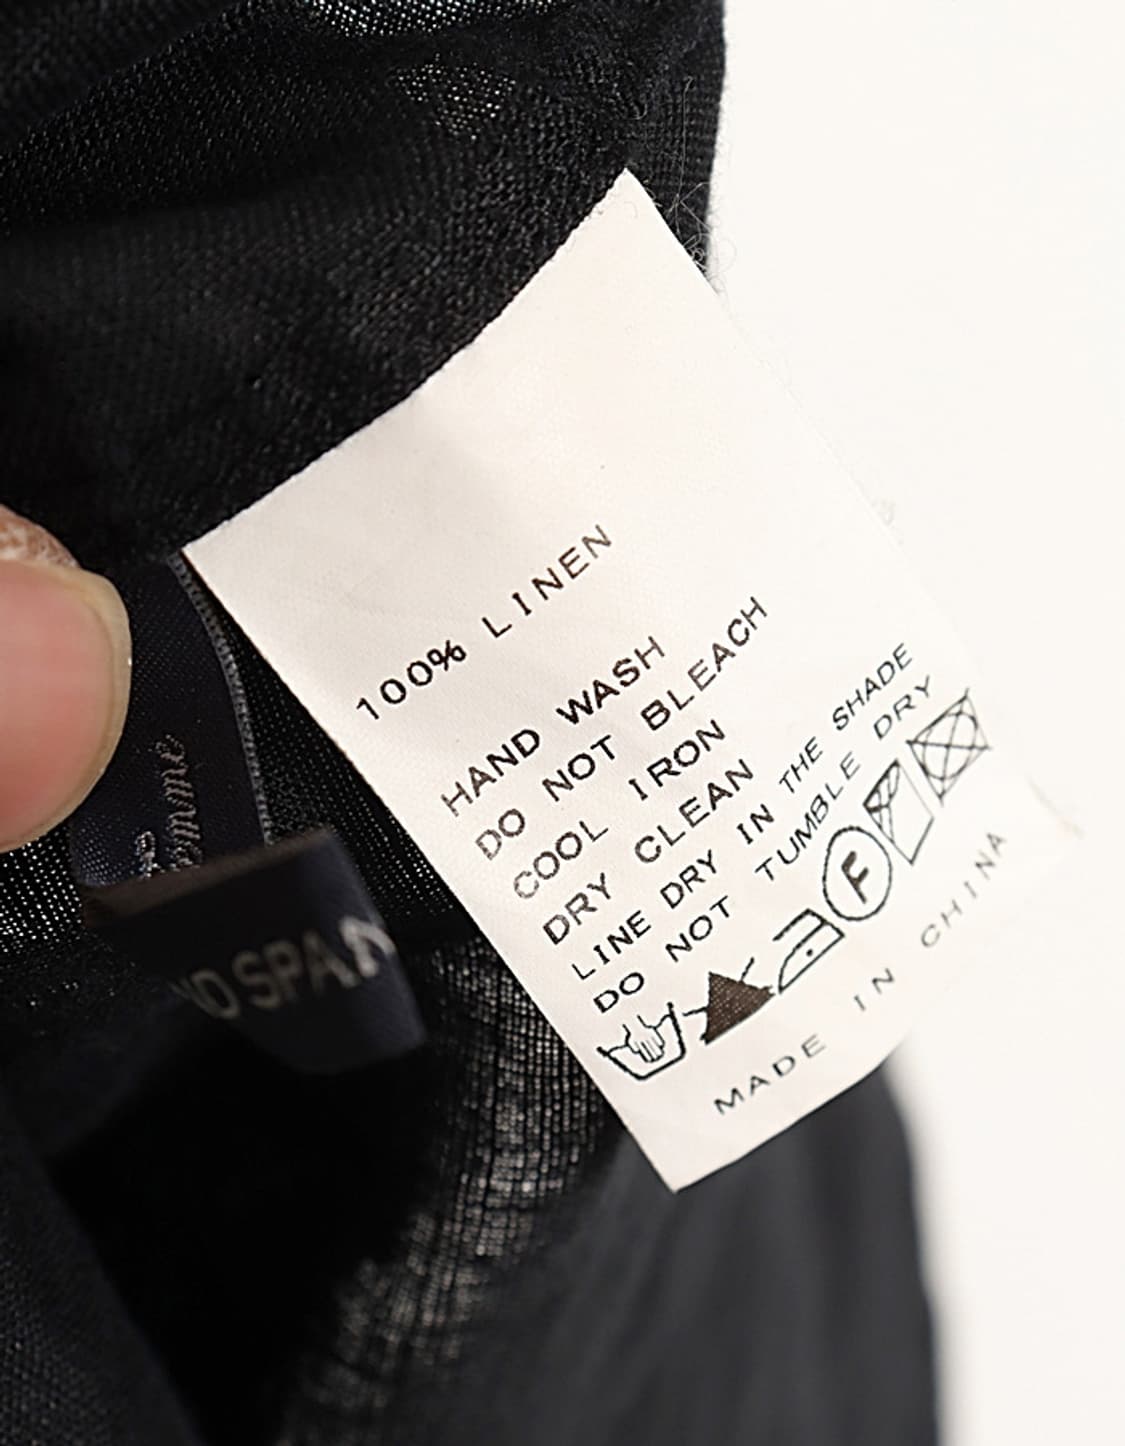 100% LINEN
HAND WASH
DO NOT BLEACH
COOL IRON
DRY CLEAN
LINE DRY IN THE SHADE
DO NOT TUMBLE DRY
F
MADE IN CHINA